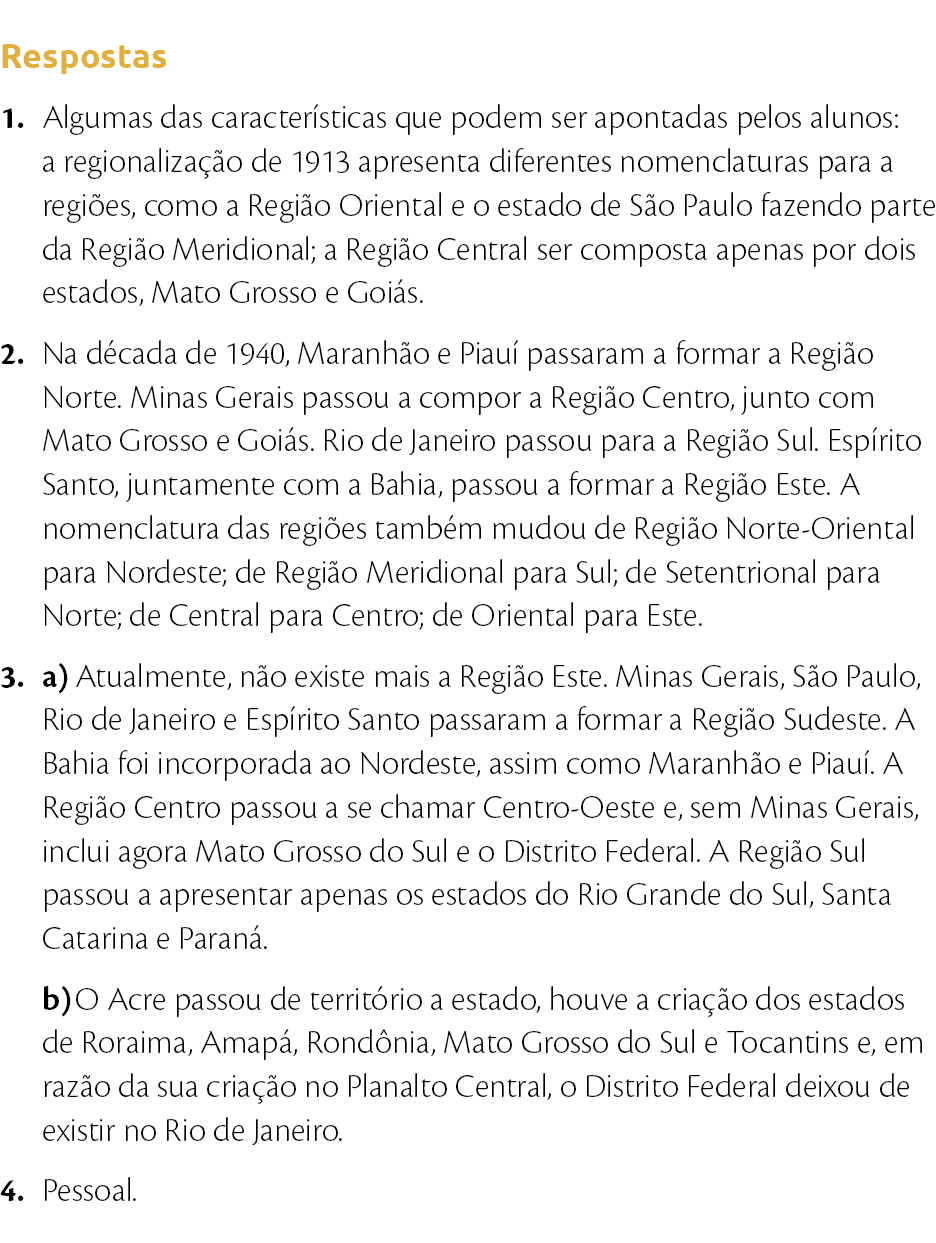 Respostas
1. Algumas das características que podem ser apontadas pelos alunos:
a regionalização de 1913 apresenta diferentes nomenclaturas para a
regiões, como a Região Oriental e o estado de São Paulo fazendo parte
da Região Meridional; a Região Central ser composta apenas por dois
estados, Mato Grosso e Goiás.
2. Na década de 1940, Maranhão e Piauí passaram a formar a Região
Norte. Minas Gerais passou a compor a Região Centro, junto com
Mato Grosso e Goiás. Rio de Janeiro passou para a Região Sul. Espírito
Santo, juntamente com a Bahia, passou a formar a Região Este. A
nomenclatura das regiões também mudou de Região Norte-Oriental
para Nordeste; de Região Meridional para Sul; de Setentrional para
Norte; de Central para Centro; de Oriental para Este.
3. a) Atualmente, não existe mais a Região Este. Minas Gerais, São Paulo,
Rio de Janeiro e Espírito Santo passaram a formar a Região Sudeste. A
Bahia foi incorporada ao Nordeste, assim como Maranhão e Piauí. A
Região Centro passou a se chamar Centro-Oeste e, sem Minas Gerais,
inclui agora Mato Grosso do Sul e o Distrito Federal. A Região Sul
passou a apresentar apenas os estados do Rio Grande do Sul, Santa
Catarina e Paraná.
b) O Acre passou de território a estado, houve a criação dos estados
de Roraima, Amapá, Rondônia, Mato Grosso do Sul e Tocantins e, em
razão da sua criação no Planalto Central, o Distrito Federal deixou de
existir no Rio de Janeiro.
4. Pessoal.